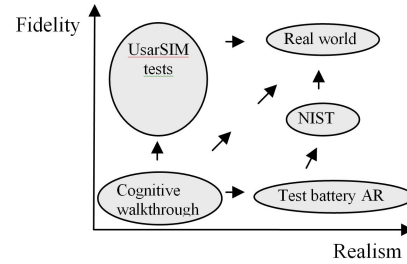 Fidelity
UsarSIM
tests
Real world
NIST
Cognitive
walkthrough
Test battery AR
Realism